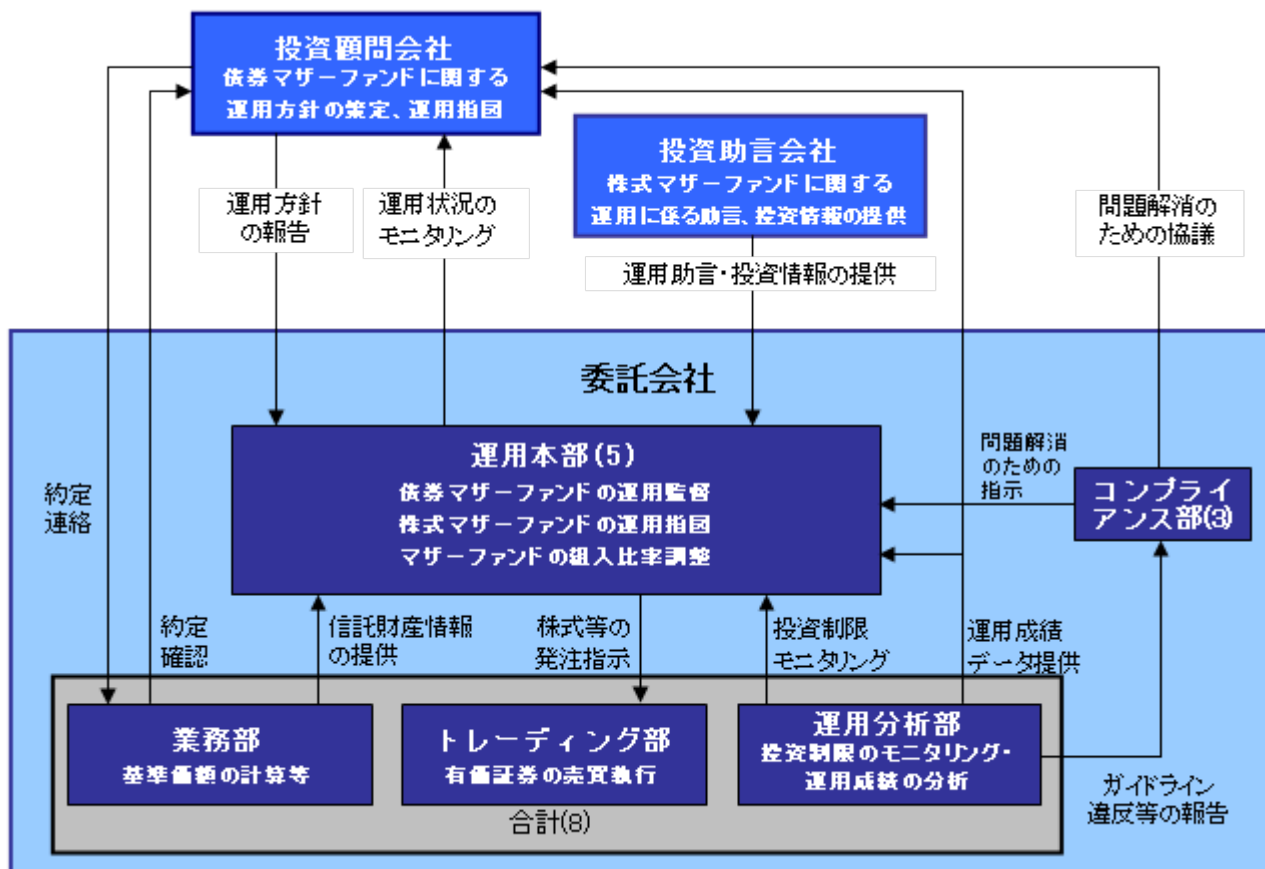 投資顧問会社
債券マザーファンドに関する
運用方針の策定、運用指図
投資助言会社
株式マザーファンドに関する
運用に係る助言、投資情報の提供
運用方針
の報告
運用状況の
モニタリング
運用助言・投資情報の提供
問題解消の
ための協議
委託会社
運用本部(5)
債券マザーファンドの運用監督
株式マザーファンドの運用指図
マザーファンドの組入比率調整
問題解消
のための
指示
コンプライ
アンス部(3)
約定
連絡
約定
確認
信託財産情報
の提供
株式等の
発注指示
投資制限
モニタリング
運用成績
データ提供
業務部
基準価額の計算等
トレーディング部
有価証券の売買執行
運用分析部
投資制限のモニタリング・
運用成績の分析
合計(8)
ガイドライン
違反等の報告